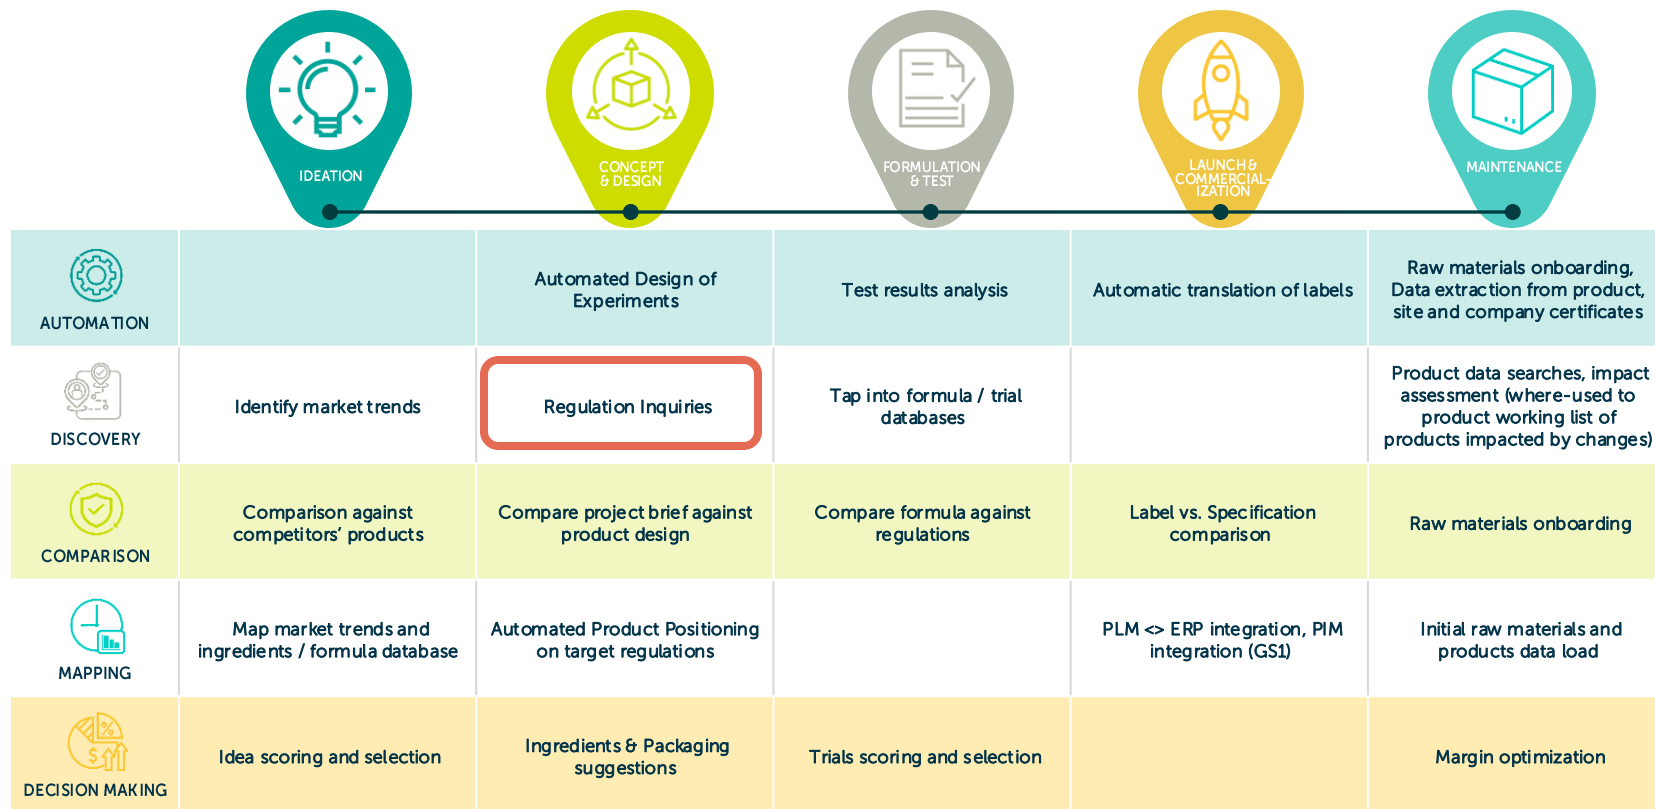 IDEATION
CONCEPT
& DESIGN
FORMULATION
& TEST
LAUNCH &
COMMERCIAL-
IZATION
MAINTENANCE
AUTOMATION
Automated Design of
Experiments
Test results analysis
Automatic translation of labels
Raw materials onboarding,
Data extraction from product,
site and company certificates
DISCOVERY
Identify market trends
Regulation Inquiries
Tap into formula / trial
databases
Product data searches, impact
assessment (where-used to
product working list of
products impacted by changes)
COMPARISON
Comparison against
competitors’ products
Compare project brief against
product design
Compare formula against
regulations
Label vs. Specification
comparison
Raw materials onboarding
MAPPING
Map market trends and
ingredients / formula database
Automated Product Positioning
on target regulations
PLM <> ERP integration, PIM
integration (GS1)
Initial raw materials and
products data load
%
$
DECISION MAKING
Idea scoring and selection
Ingredients & Packaging
suggestions
Trials scoring and selection
Margin optimization